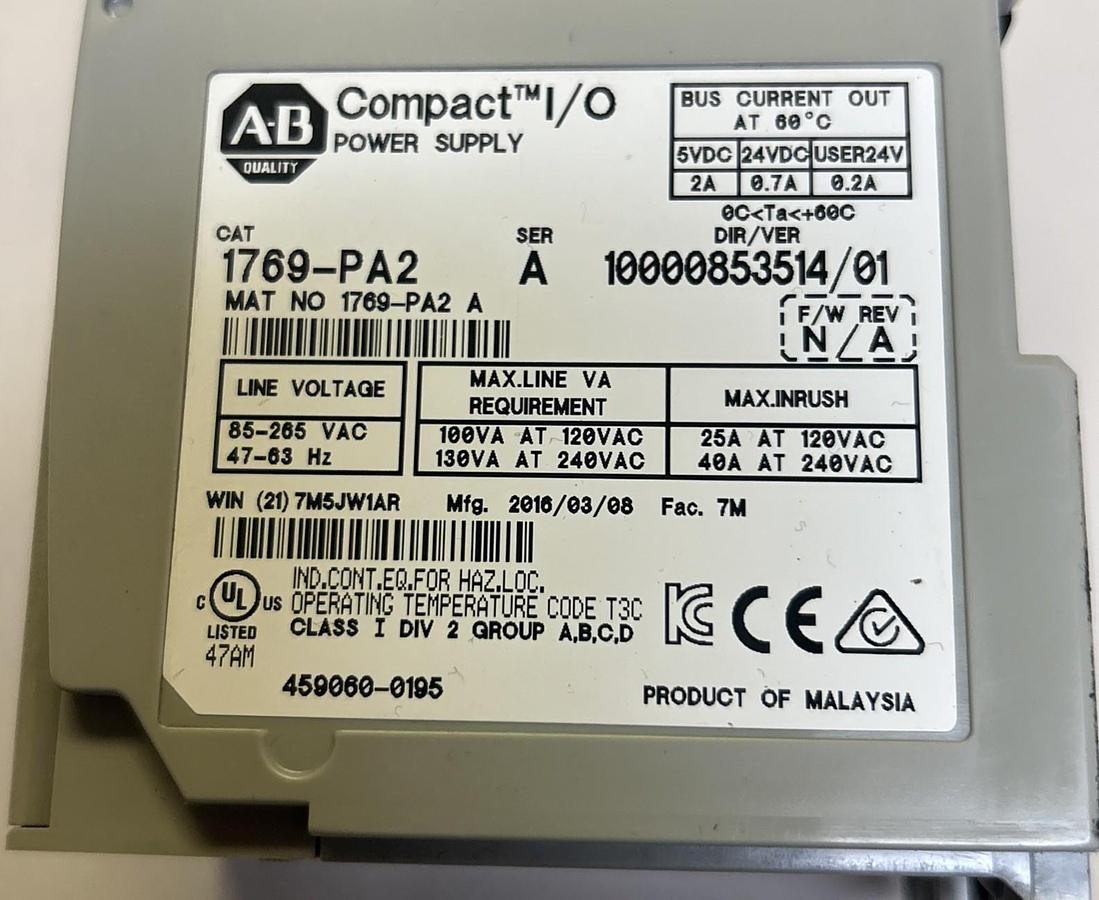 A-B
QUALITY
Compact™I/O
POWER SUPPLY
BUS CURRENT OUT
AT 60°C
5VDC 24VDC USER24V
2A 0.7A 0.2A
0C<Ta<+60C
CAT SER DIR/VER
1769-PA2 A 10000853514/01
MAT NO 1769-PA2 A
F/W REV
N/A
LINE VOLTAGE
85-265 VAC
47-63 Hz
MAX.LINE VA
REQUIREMENT
100VA AT 120VAC
130VA AT 240VAC
MAX.INRUSH
25A AT 120VAC
40A AT 240VAC
WIN (21) 7M5JW1AR Mfg. 2016/03/08 Fac. 7M
C UL US
LISTED
47AM
IND.CONT.EQ.FOR HAZ.LOC.
OPERATING TEMPERATURE CODE T3C
CLASS I DIV 2 GROUP A,B,C,D
KC CE
459060-0195
PRODUCT OF MALAYSIA